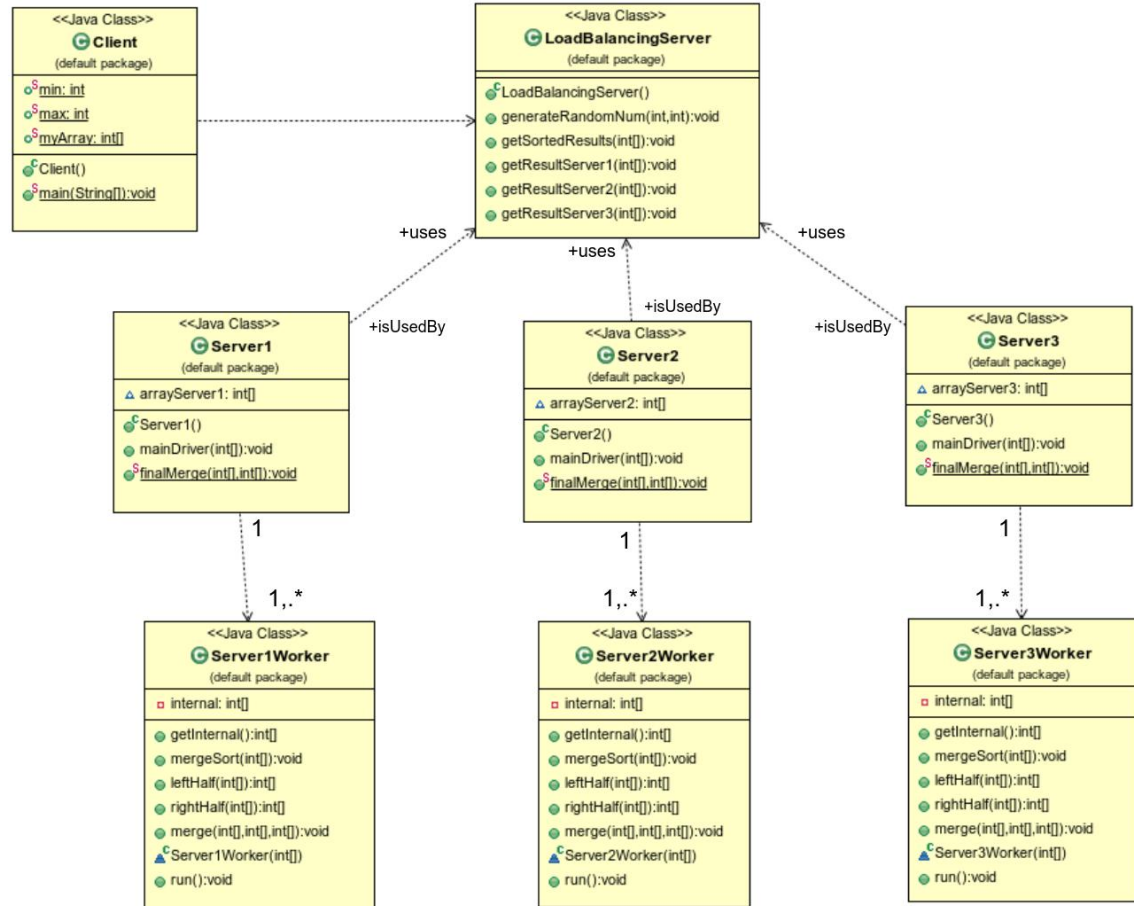 <<Java Class>>
Client
(default package)
min: int
max: int
myArray: int[]
Client()
main(String[]):void
<<Java Class>>
LoadBalancingServer
(default package)
LoadBalancingServer()
generateRandomNum(int,int):void
getSortedResults(int[]):void
getResultServer1(int[]):void
getResultServer2(int[]):void
getResultServer3(int[]):void
+uses
+uses
+uses
+isUsedBy
+isUsedBy
+isUsedBy
<<Java Class>>
Server1
(default package)
arrayServer1: int[]
Server1()
mainDriver(int[]):void
finalMerge(int[],int[]):void
<<Java Class>>
Server2
(default package)
arrayServer2: int[]
Server2()
mainDriver(int[]):void
finalMerge(int[],int[]):void
<<Java Class>>
Server3
(default package)
arrayServer3: int[]
Server3()
mainDriver(int[]):void
finalMerge(int[],int[]):void
1
1
1
1,.*
1,.*
1,.*
<<Java Class>>
Server1Worker
(default package)
internal: int[]
getInternal():int[]
mergeSort(int[]):void
leftHalf(int[]):int[]
rightHalf(int[]):int[]
merge(int[],int[],int[]):void
Server1Worker(int[])
run():void
<<Java Class>>
Server2Worker
(default package)
internal: int[]
getInternal():int[]
mergeSort(int[]):void
leftHalf(int[]):int[]
rightHalf(int[]):int[]
merge(int[],int[],int[]):void
Server2Worker(int[])
run():void
<<Java Class>>
Server3Worker
(default package)
internal: int[]
getInternal():int[]
mergeSort(int[]):void
leftHalf(int[]):int[]
rightHalf(int[]):int[]
merge(int[],int[],int[]):void
Server3Worker(int[])
run():void